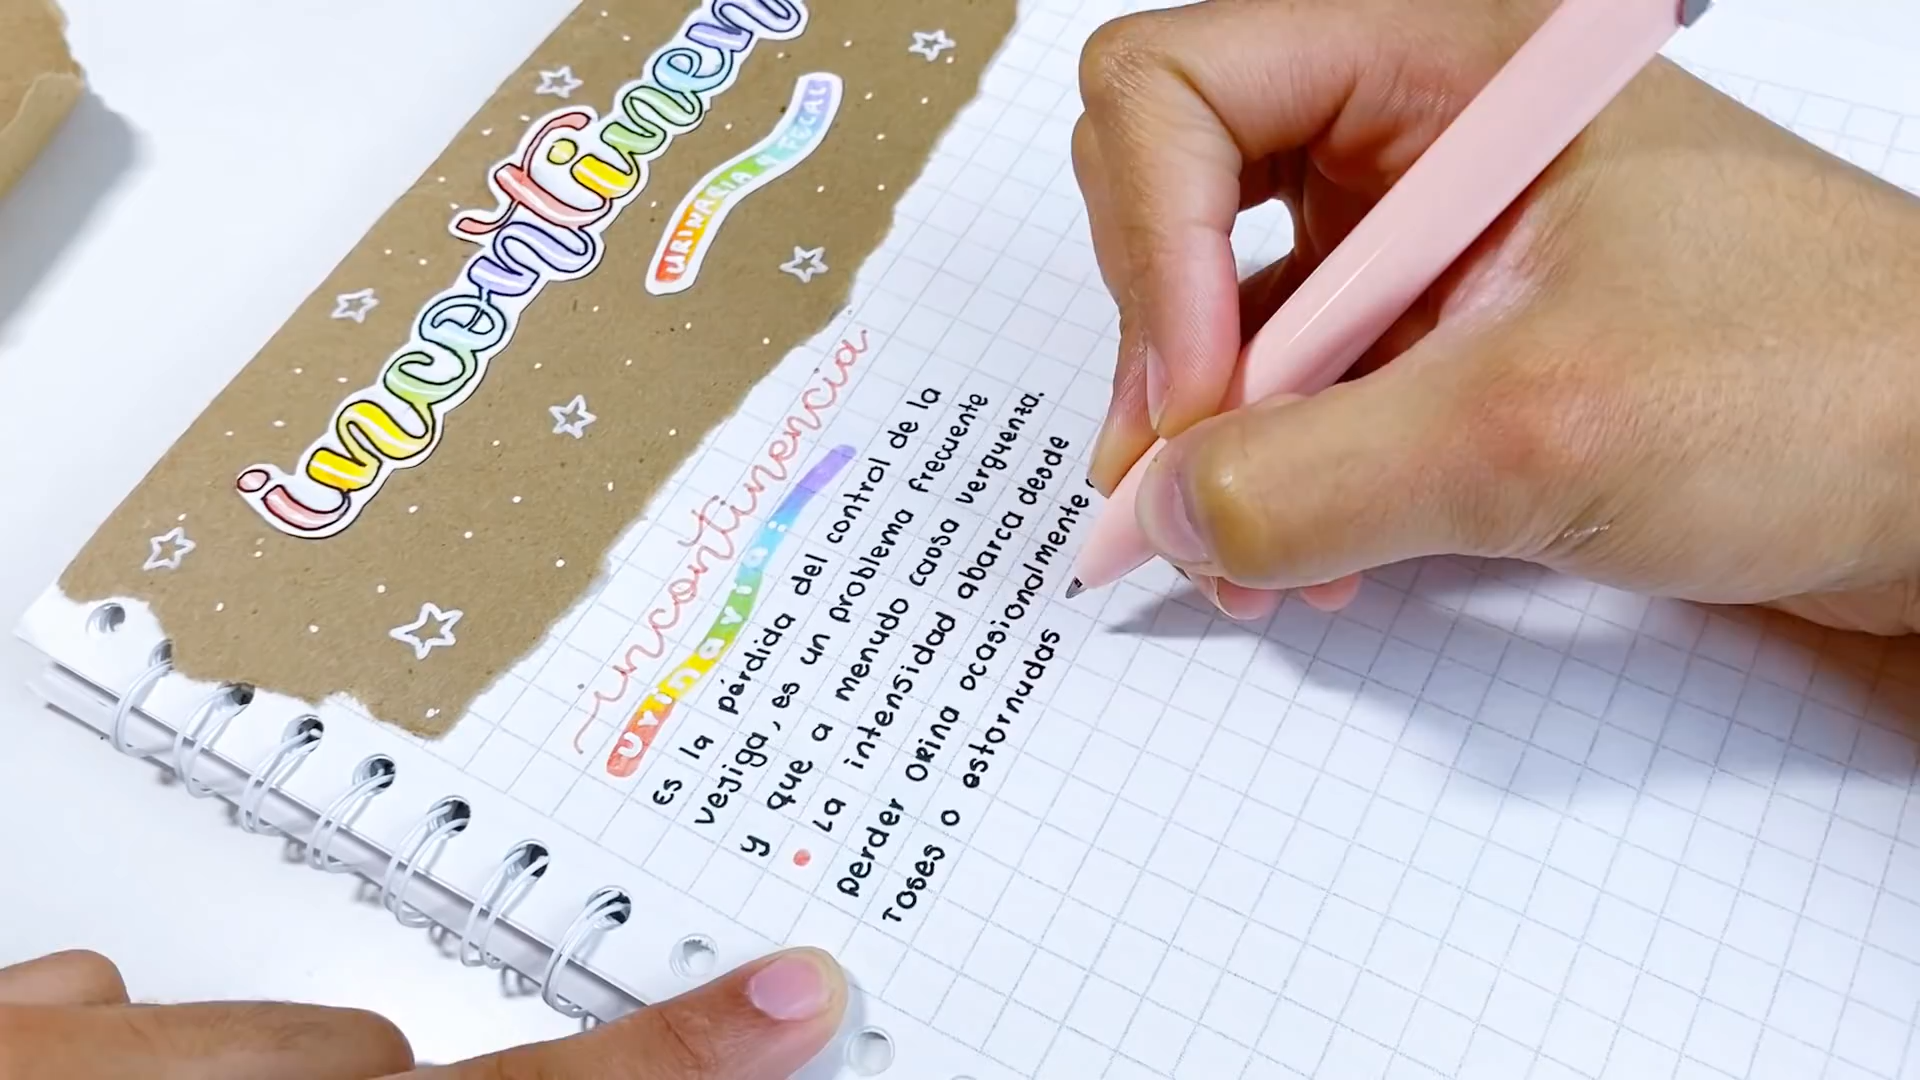 incontinen
URINARIA Y FECAL
incontinencia
urinaria:
Es la pérdida del control de la
vejiga, es un problema frecuente
y que a menudo causa verguenza.
• La intensidad abarca desde
perder orina ocasionalmente
toses o estornudas